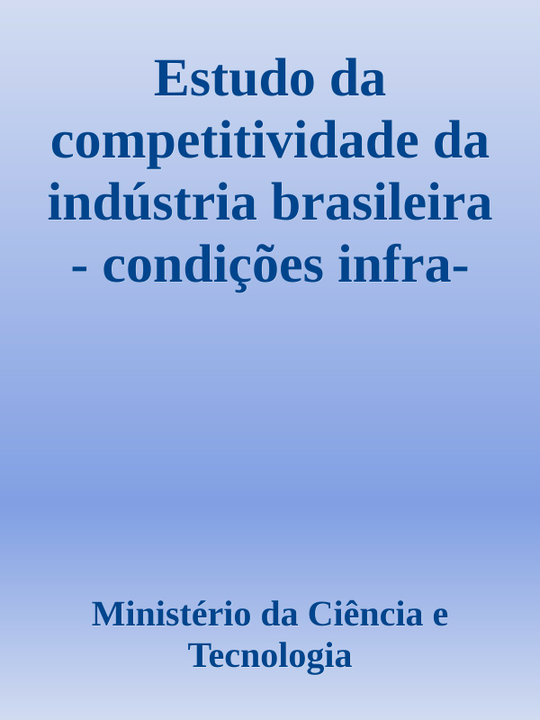 Estudo da
competitividade da
indústria brasileira
- condições infra-
Ministério da Ciência e
Tecnologia